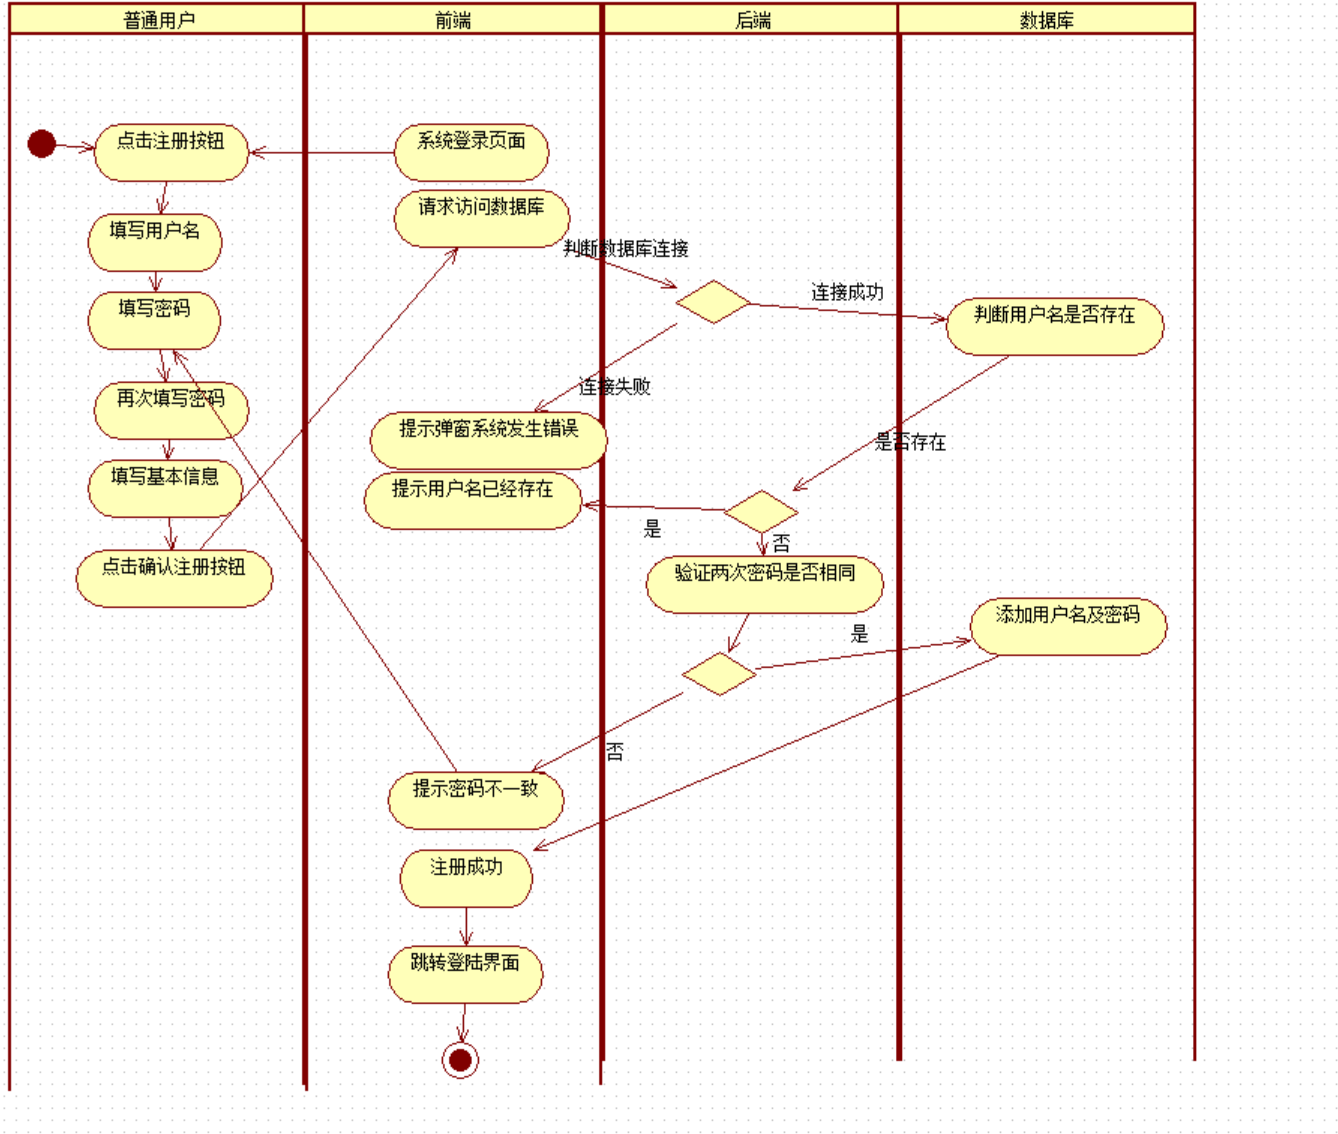 普通用户
前端
后端
数据库
点击注册按钮
系统登录页面
请求访问数据库
填写用户名
判断数据库连接
连接成功
填写密码
判断用户名是否存在
连接失败
再次填写密码
提示弹窗系统发生错误
是否存在
填写基本信息
提示用户名已经存在
是
否
点击确认注册按钮
验证两次密码是否相同
添加用户名及密码
是
否
提示密码不一致
注册成功
跳转登陆界面